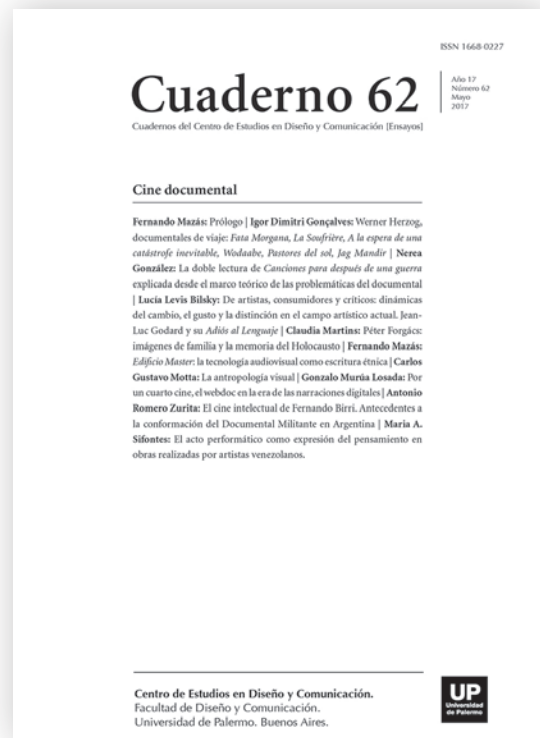 ISSN 1668-0227
Cuaderno 62
Cuadernos del Centro de Estudios en Diseño y Comunicación [Ensayos]
Año 17
Número 62
Mayo
2017
Cine documental
Fernando Mazás: Prólogo | Igor Dimitri Gonçalves: Werner Herzog,
documentales de viaje: Fata Morgana, La Soufrière, A la espera de una
catástrofe inevitable, Wodaabe, Pastores del sol, Jag Mandir | Nerea
González: La doble lectura de Canciones para después de una guerra
explicada desde el marco teórico de las problemáticas del documental
| Lucía Levis Bilsky: De artistas, consumidores y críticos: dinámicas
del cambio, el gusto y la distinción en el campo artístico actual. Jean-
Luc Godard y su Adiós al Lenguaje | Claudia Martins: Péter Forgács:
imágenes de familia y la memoria del Holocausto | Fernando Mazás:
Edificio Master: la tecnología audiovisual como escritura étnica | Carlos
Gustavo Motta: La antropología visual | Gonzalo Murúa Losada: Por
un cuarto cine, el webdoc en la era de las narraciones digitales | Antonio
Romero Zurita: El cine intelectual de Fernando Birri. Antecedentes a
la conformación del Documental Militante en Argentina | Maria A.
Sifontes: El acto performático como expresión del pensamiento en
obras realizadas por artistas venezolanos.
Centro de Estudios en Diseño y Comunicación.
Facultad de Diseño y Comunicación.
Universidad de Palermo. Buenos Aires.
UP
Universidad
de Palermo